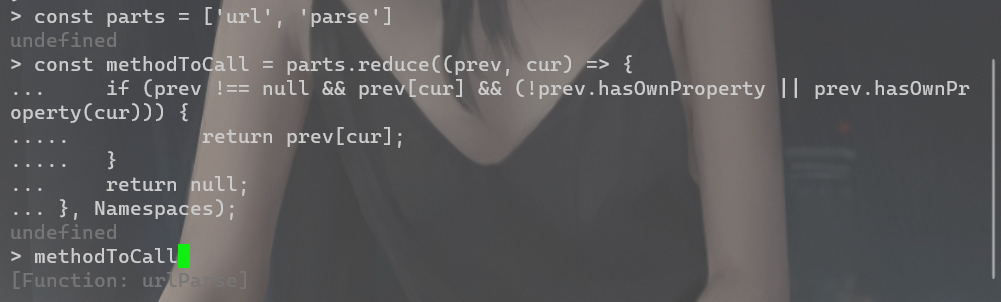 > const parts = ['url', 'parse']
undefined
> const methodToCall = parts.reduce((prev, cur) => {
...     if (prev !== null && prev[cur] && (!prev.hasOwnProperty || prev.hasOwnPr
operty(cur))) {
.....           return prev[cur];
.....   }
...     return null;
... }, Namespaces);
undefined
> methodToCall
[Function: urlParse]